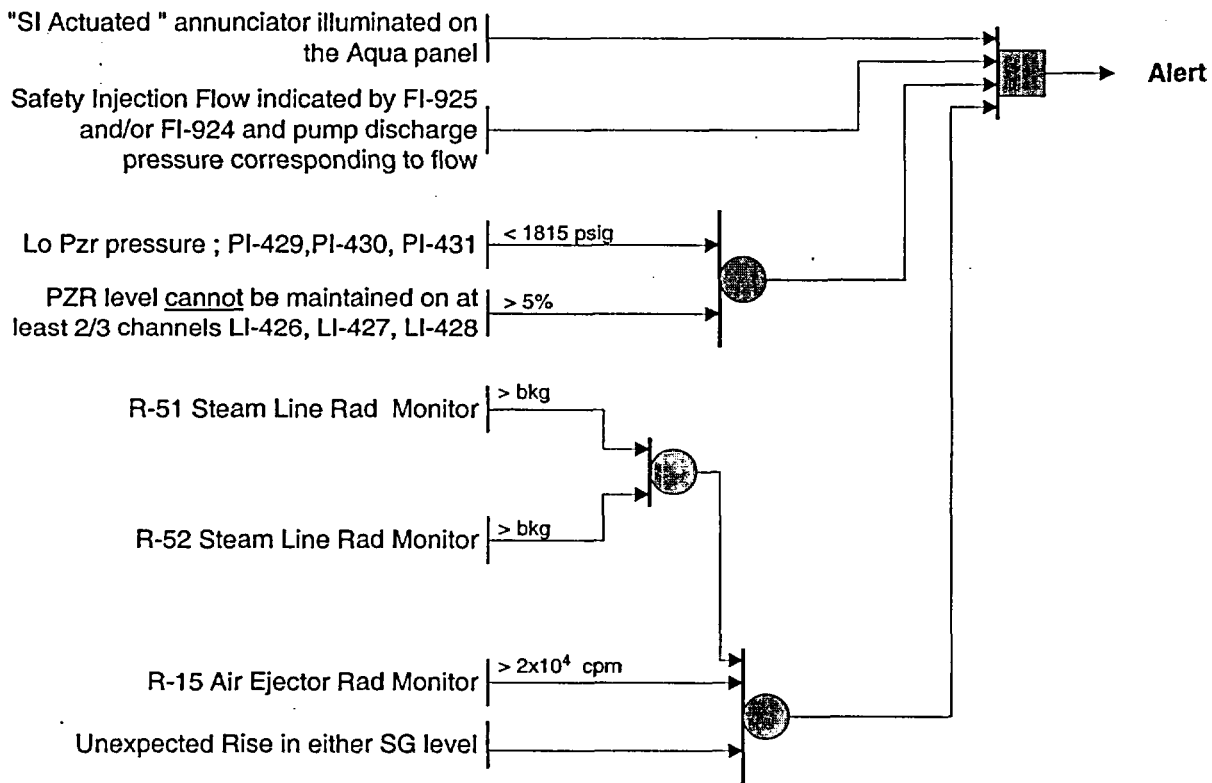 "SI Actuated " annunciator illuminated on
the Aqua panel
Alert
Safety Injection Flow indicated by FI-925
and/or FI-924 and pump discharge
pressure corresponding to flow
Lo Pzr pressure ; PI-429,PI-430, PI-431
< 1815 psig
PZR level cannot be maintained on at
least 2/3 channels LI-426, LI-427, LI-428
> 5%
R-51 Steam Line Rad Monitor
> bkg
R-52 Steam Line Rad Monitor
> bkg
R-15 Air Ejector Rad Monitor
> 2x10⁴ cpm
Unexpected Rise in either SG level